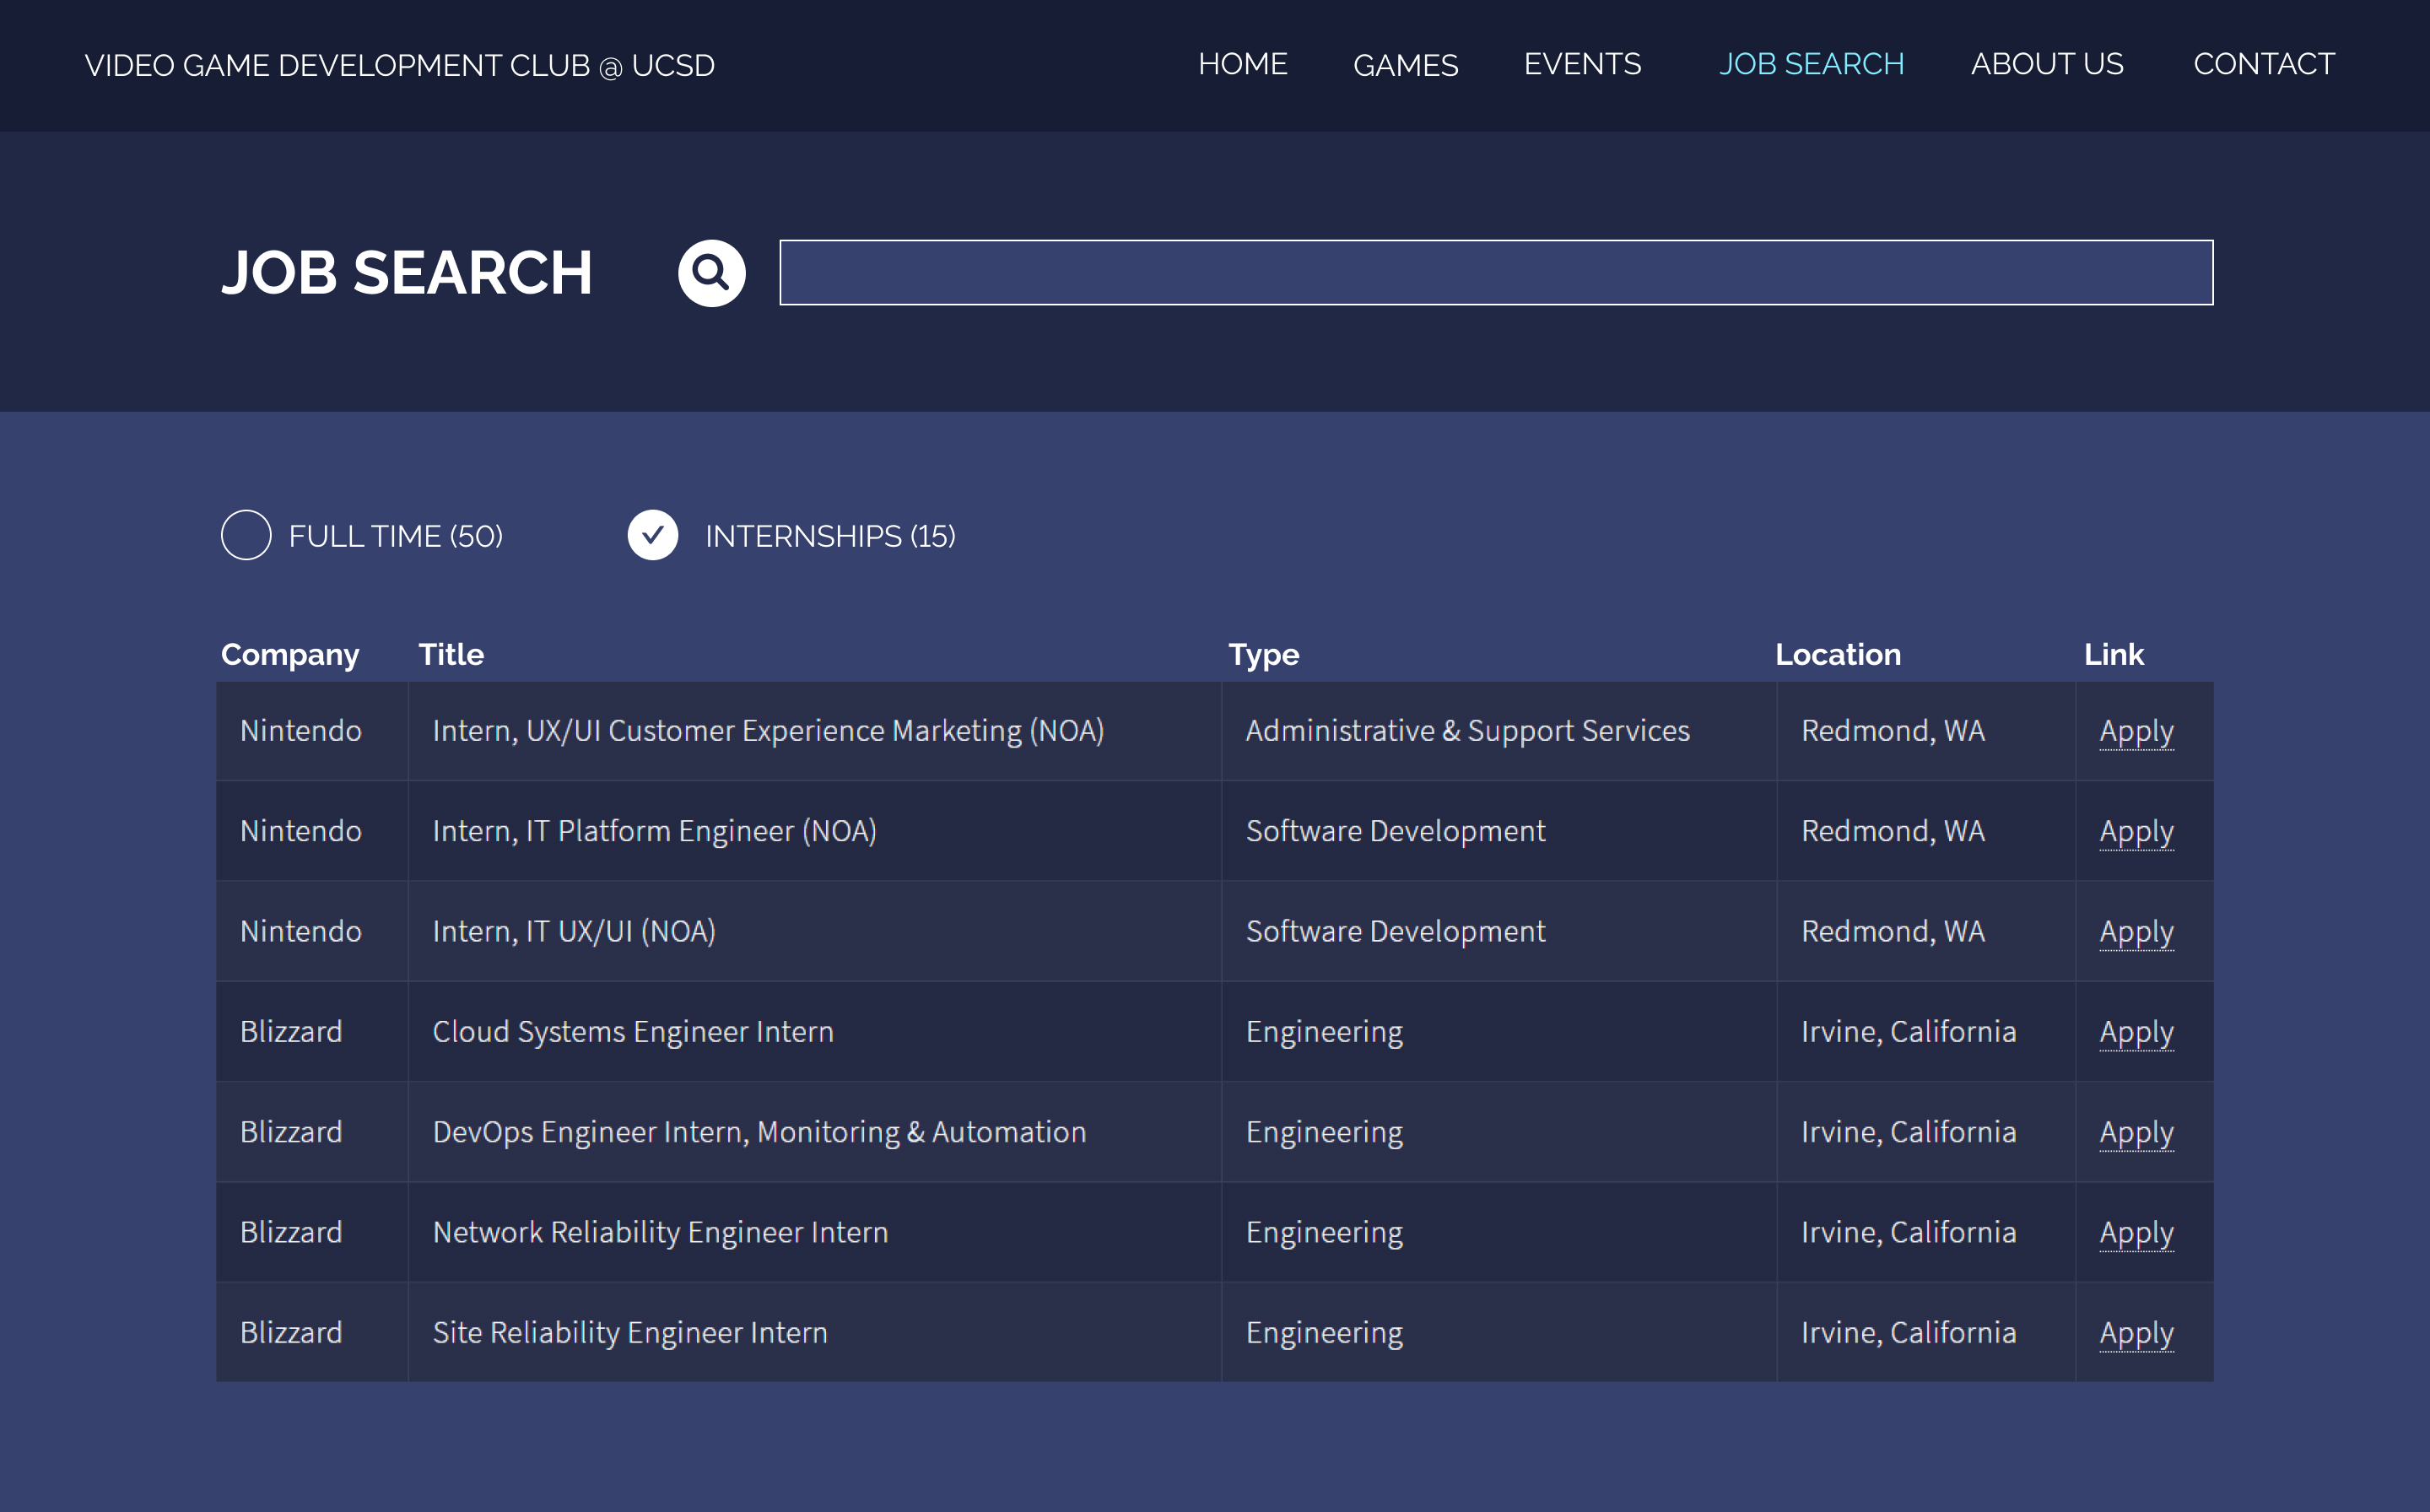 VIDEO GAME DEVELOPMENT CLUB @ UCSD HOME GAMES EVENTS JOB SEARCH ABOUT US CONTACT
JOB SEARCH
FULL TIME (50) INTERNSHIPS (15)
Company Title Type Location Link
Nintendo Intern, UX/UI Customer Experience Marketing (NOA) Administrative & Support Services Redmond, WA Apply
Nintendo Intern, IT Platform Engineer (NOA) Software Development Redmond, WA Apply
Nintendo Intern, IT UX/UI (NOA) Software Development Redmond, WA Apply
Blizzard Cloud Systems Engineer Intern Engineering Irvine, California Apply
Blizzard DevOps Engineer Intern, Monitoring & Automation Engineering Irvine, California Apply
Blizzard Network Reliability Engineer Intern Engineering Irvine, California Apply
Blizzard Site Reliability Engineer Intern Engineering Irvine, California Apply